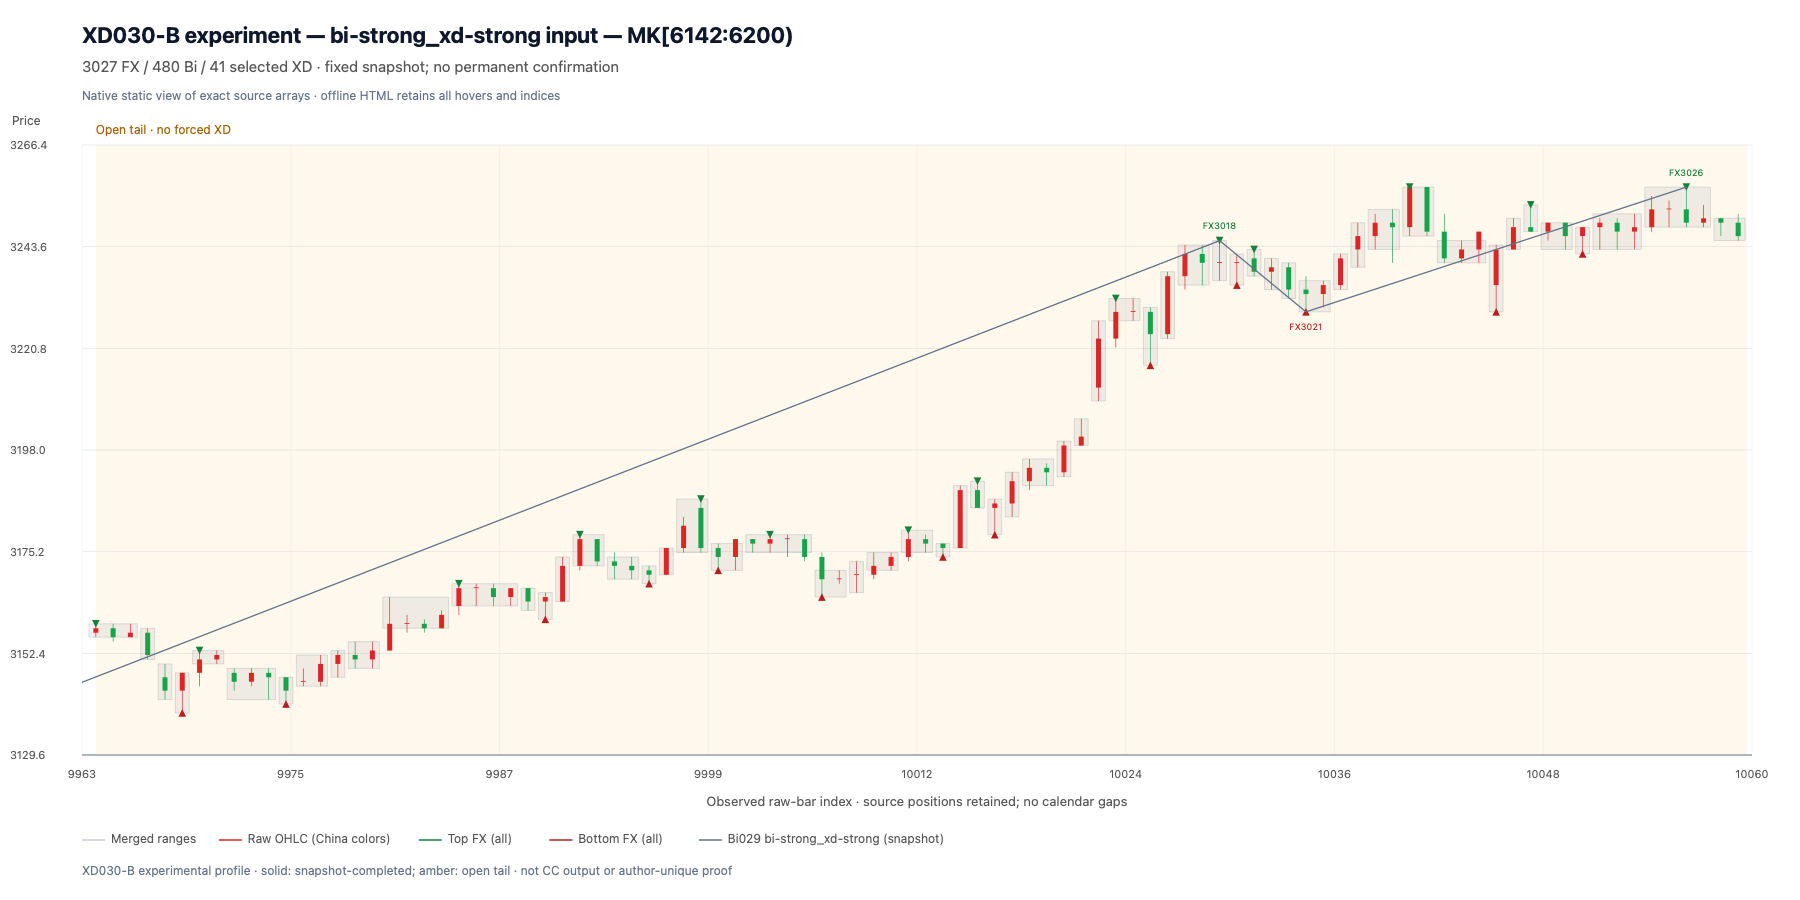 XD030-B experiment — bi-strong_xd-strong input — MK[6142:6200)
3027 FX / 480 Bi / 41 selected XD · fixed snapshot; no permanent confirmation
Native static view of exact source arrays · offline HTML retains all hovers and indices
Price
Open tail · no forced XD
3266.4
FX3026
FX3018
3243.6
FX3021
3220.8
3198.0
3175.2
3152.4
3129.6
9963 9975 9987 9999 10012 10024 10036 10048 10060
Observed raw-bar index · source positions retained; no calendar gaps
Merged ranges Raw OHLC (China colors) Top FX (all) Bottom FX (all) Bi029 bi-strong_xd-strong (snapshot)
XD030-B experimental profile · solid: snapshot-completed; amber: open tail · not CC output or author-unique proof